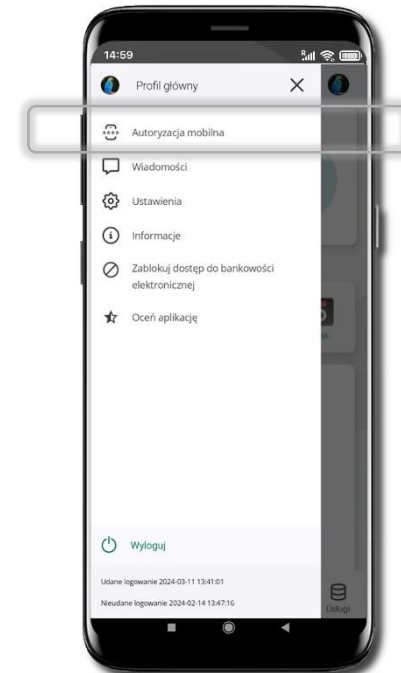 14:59
Profil główny
Autoryzacja mobilna
Wiadomości
Ustawienia
Informacje
Zablokuj dostęp do bankowości
elektronicznej
Oceń aplikację
Wyloguj
Udane logowanie 2024-03-11 13:41:01
Nieudane logowanie 2024-02-14 13:47:16
Usługi